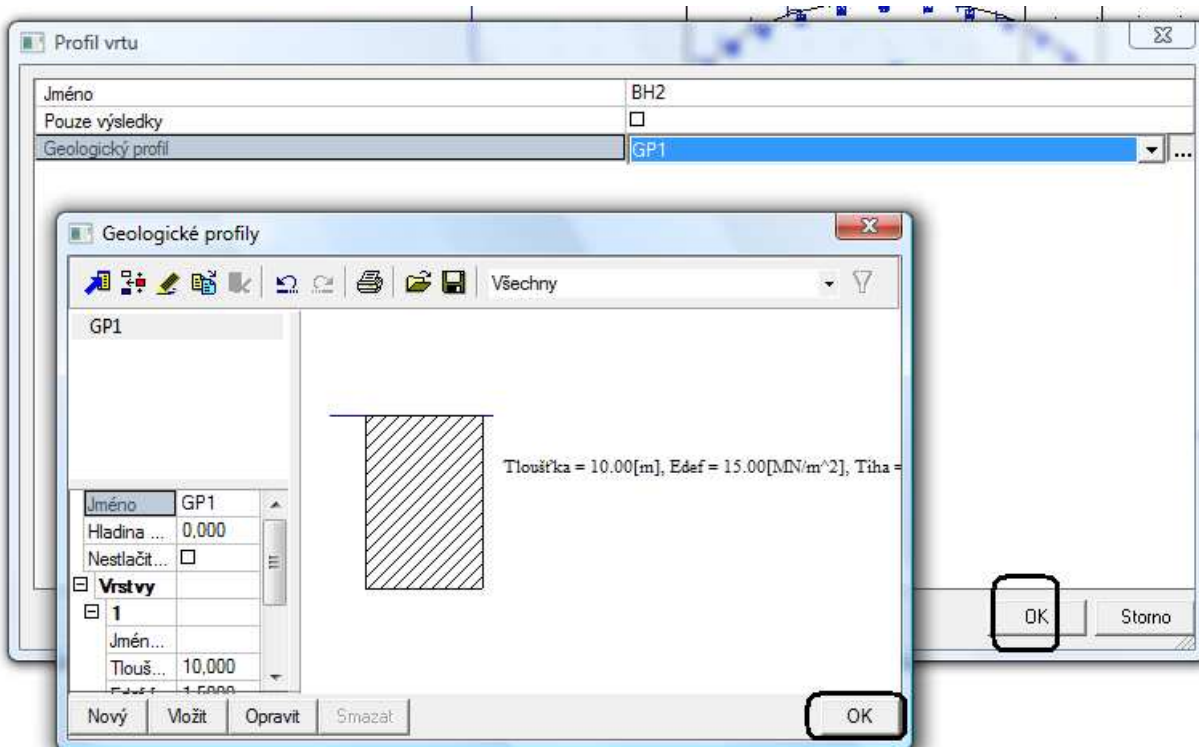 Profil vrtu
Jméno BH2
Pouze výsledky
Geologický profil GP1 ...
Geologické profily
Všechny
GP1
Tloušťka = 10.00[m], Edef = 15.00[MN/m^2], Tiha =
Jméno GP1
Hladina ... 0,000
Nestlačit...
Vrstvy
1
Jmén...
Tlouš... 10,000
Nový Vložit Opravit Smazat OK
OK Storno